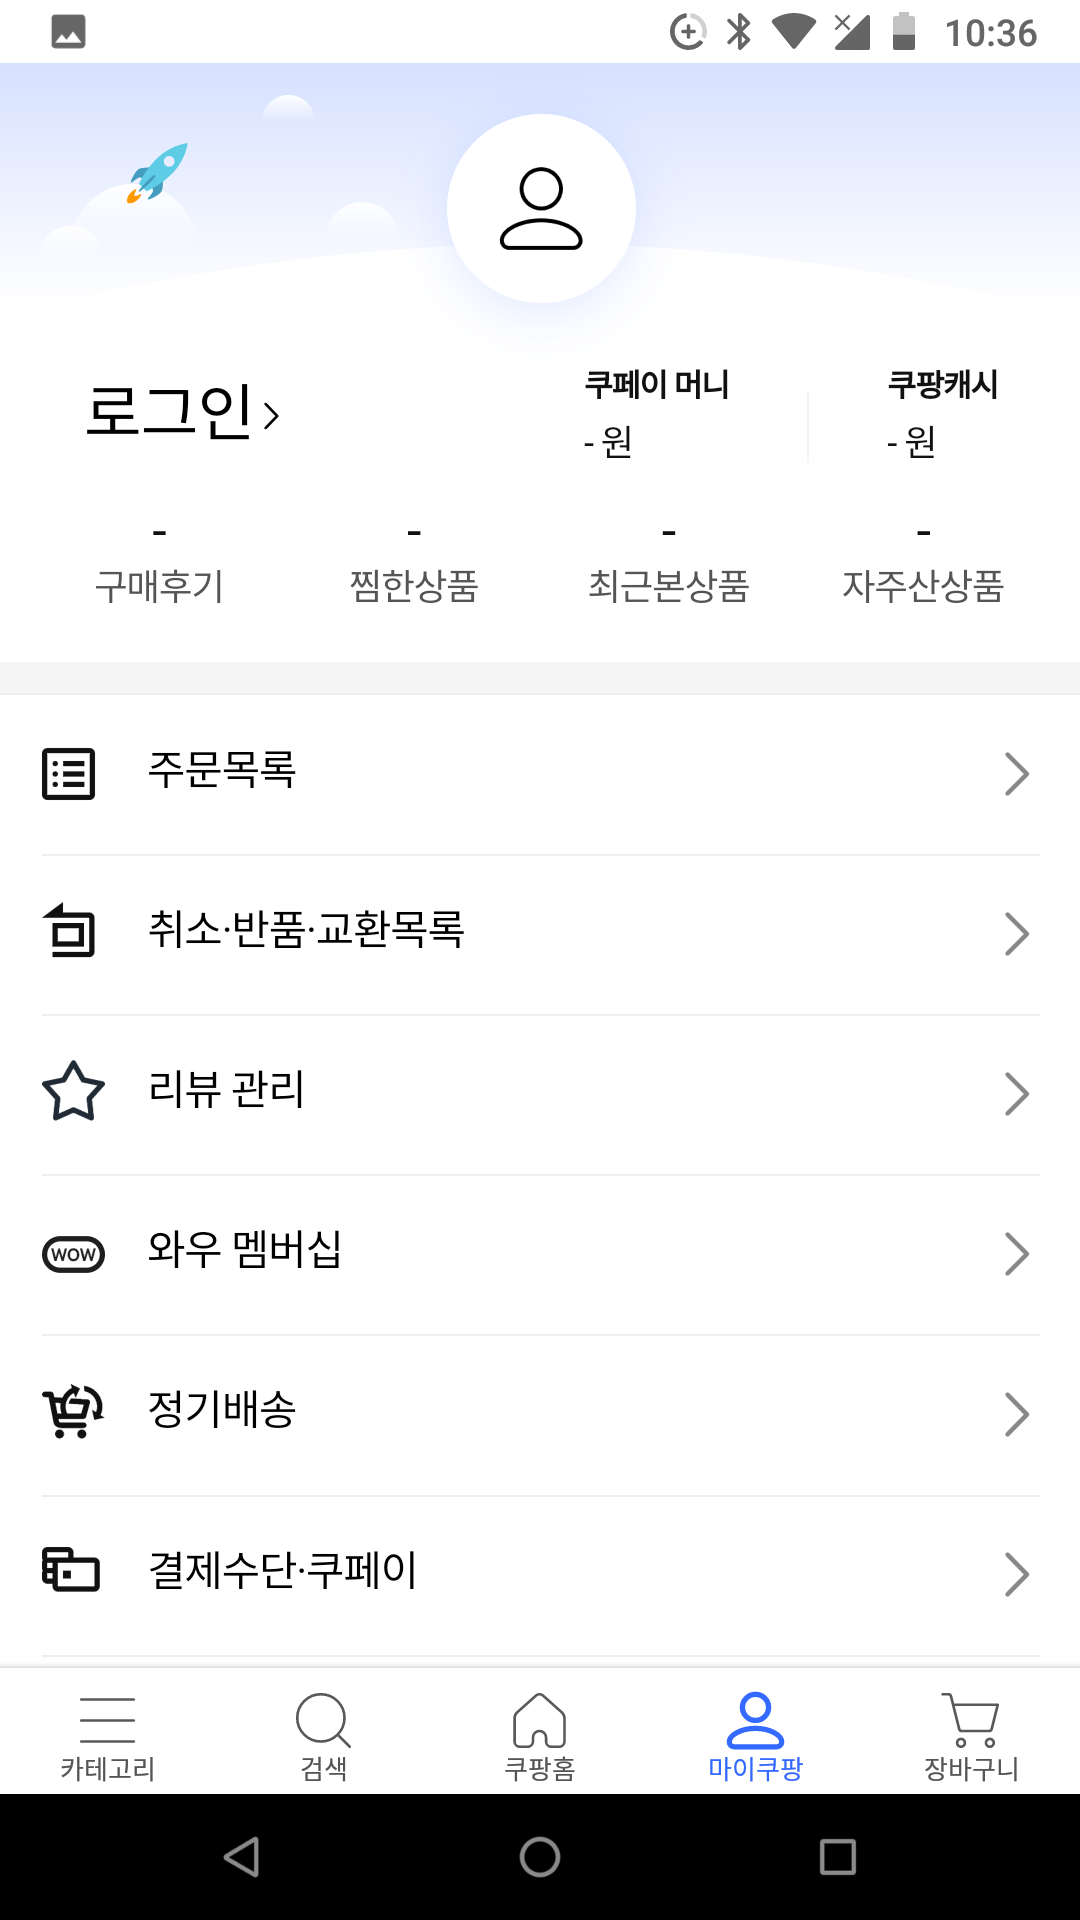 10:36
로그인
쿠페이 머니
- 원
쿠팡캐시
- 원
-
구매후기
-
찜한상품
-
최근본상품
-
자주산상품
주문목록
취소·반품·교환목록
리뷰 관리
WOW
와우 멤버십
정기배송
결제수단·쿠페이
카테고리
검색
쿠팡홈
마이쿠팡
장바구니